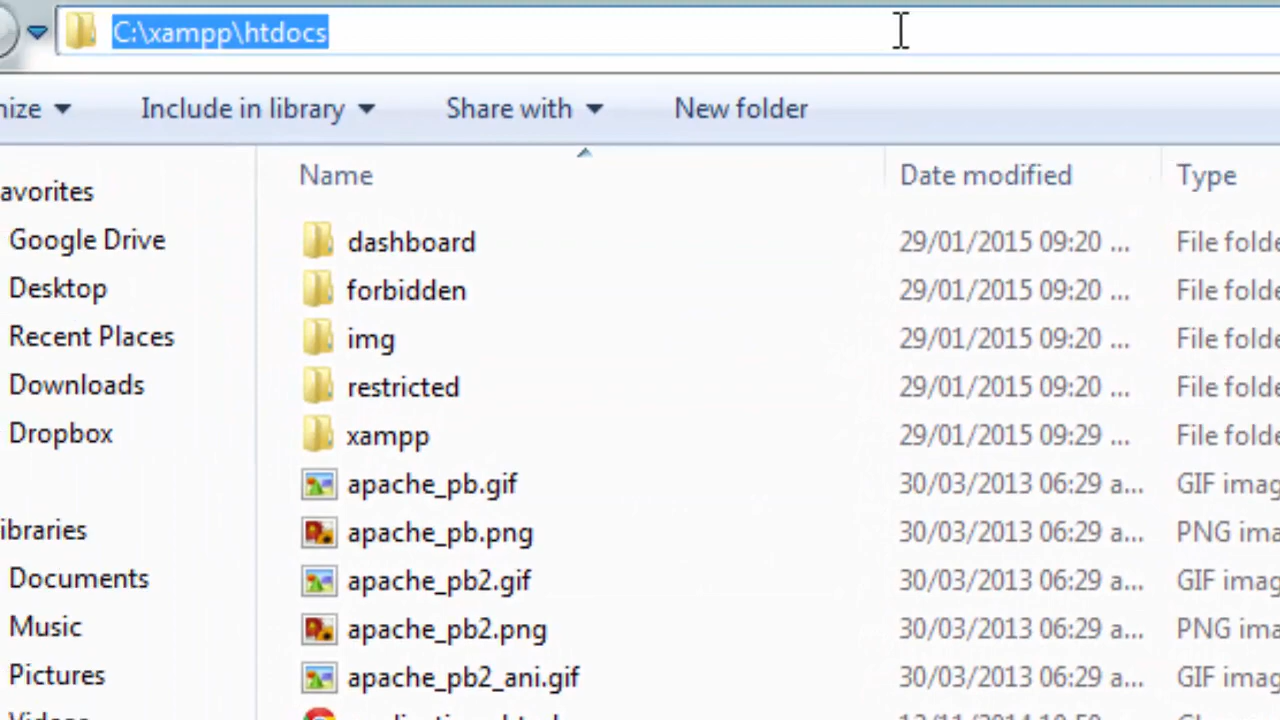 C:\xampp\htdocs
nize Include in library Share with New folder
Name Date modified Type
avorites
Google Drive
Desktop
Recent Places
Downloads
Dropbox
ibraries
Documents
Music
Pictures
dashboard 29/01/2015 09:20 ... File folde
forbidden 29/01/2015 09:20 ... File folde
img 29/01/2015 09:20 ... File folde
restricted 29/01/2015 09:20 ... File folde
xampp 29/01/2015 09:29 ... File folde
apache_pb.gif 30/03/2013 06:29 a... GIF imag
apache_pb.png 30/03/2013 06:29 a... PNG ima
apache_pb2.gif 30/03/2013 06:29 a... GIF imag
apache_pb2.png 30/03/2013 06:29 a... PNG ima
apache_pb2_ani.gif 30/03/2013 06:29 a... GIF imag